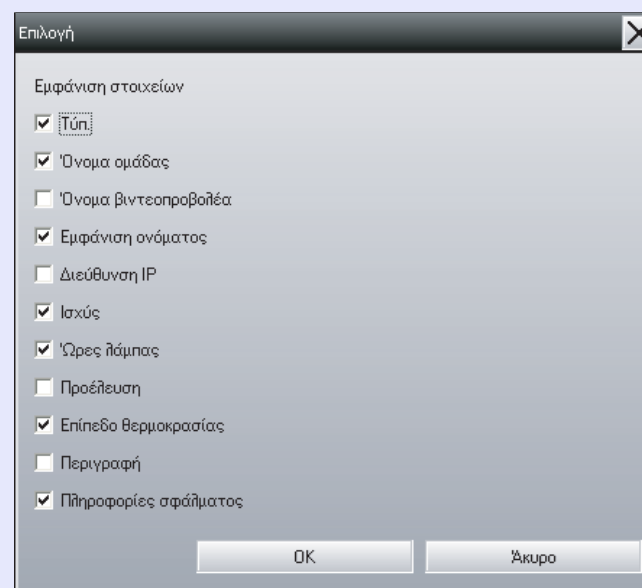 Επιλογή
Εμφάνιση στοιχείων
Τύπ.
Όνομα ομάδας
Όνομα βιντεοπροβολέα
Εμφάνιση ονόματος
Διεύθυνση IP
Ισχύς
Ώρες λάμπας
Προέλευση
Επίπεδο θερμοκρασίας
Περιγραφή
Πληροφορίες σφάλματος
OK Άκυρο